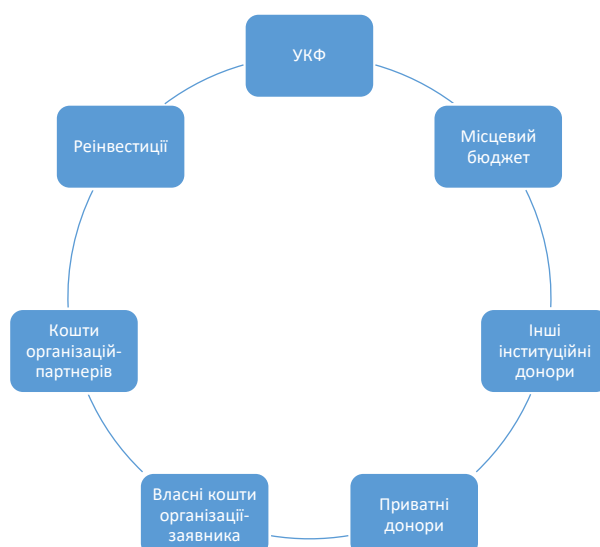 УКФ
Місцевий
бюджет
Інші
інституційні
донори
Приватні
донори
Власні кошти
організації-
заявника
Кошти
організацій-
партнерів
Реінвестиції